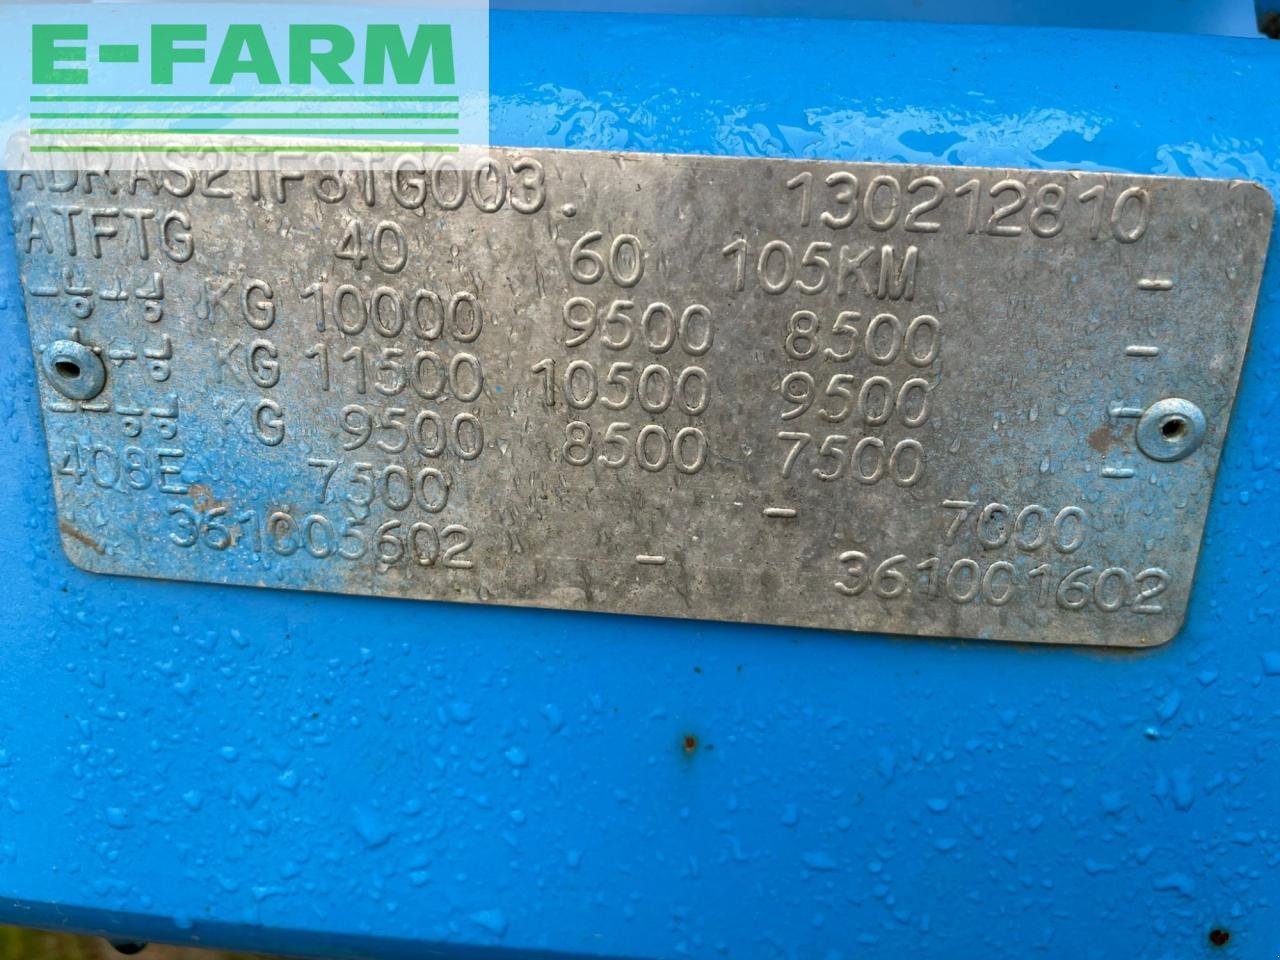 E-FARM
ADRAS2TF8TG003. 130212810
ATFTG 40 60 105KM
KG 10000 9500 8500 -
KG 11500 10500 9500 -
KG 9500 8500 7500
408E 7500 - 7000
361005602 - 361001602